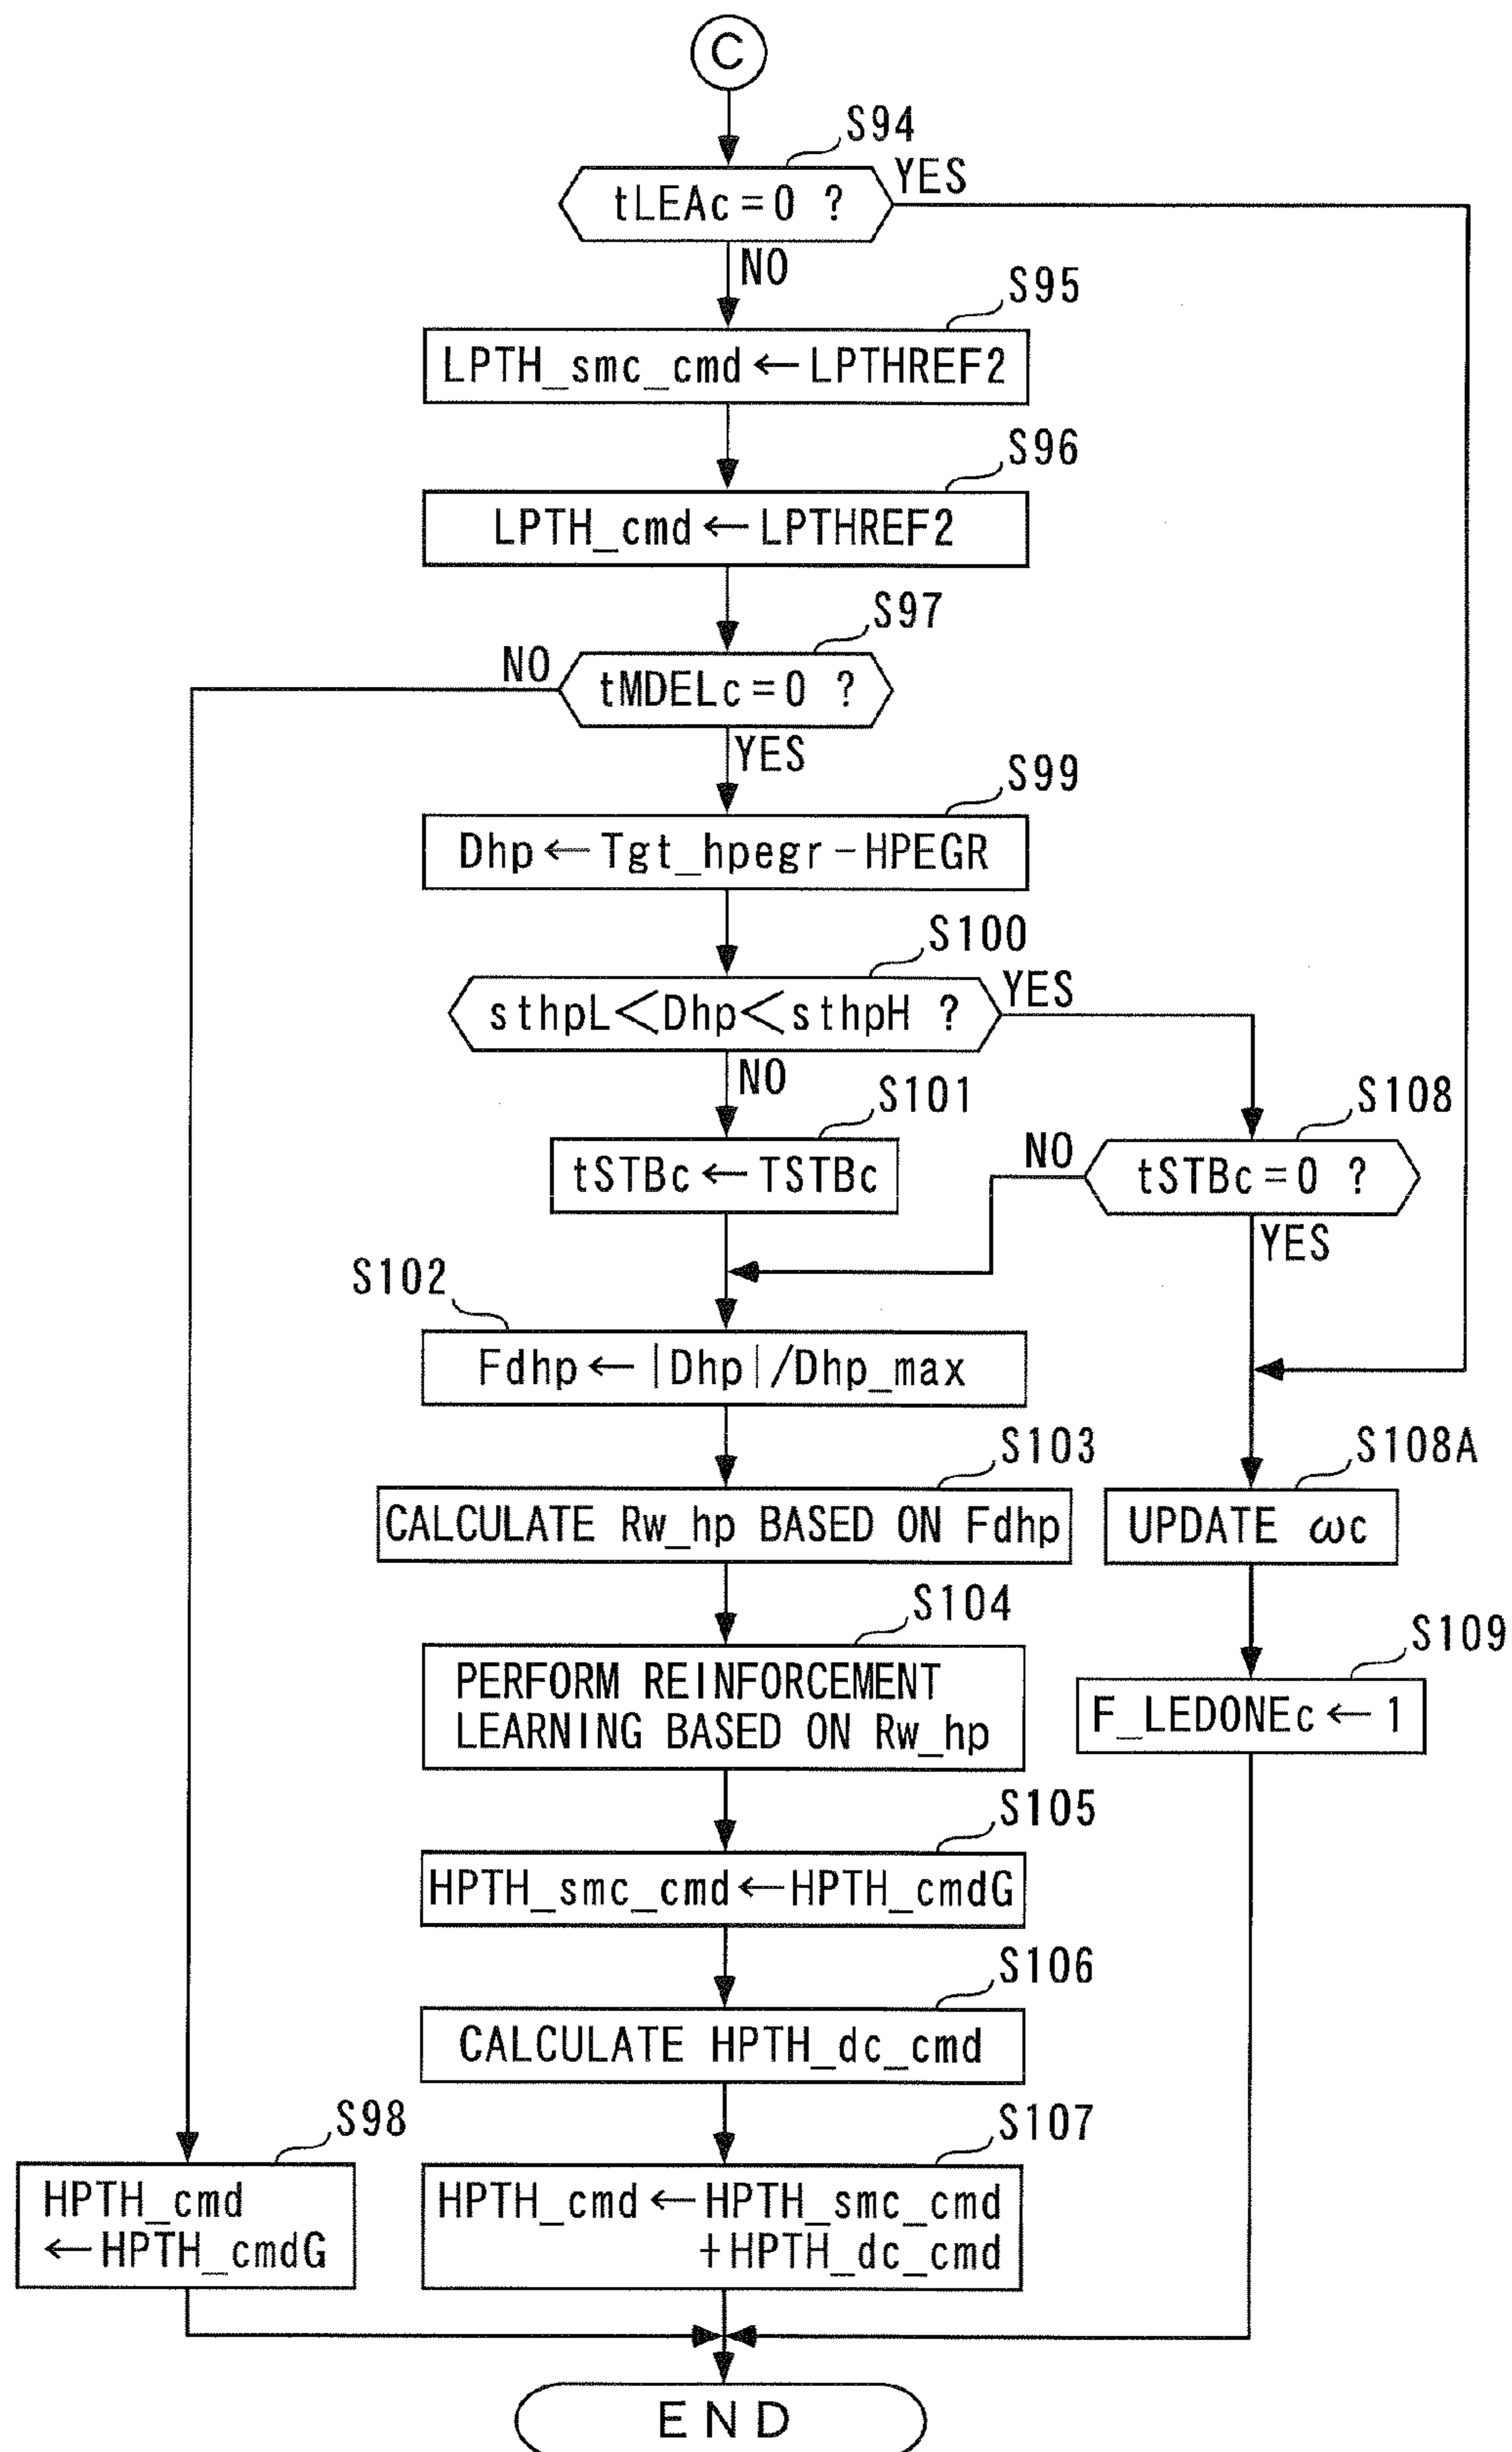 C
S94
tLEAc=0 ?
YES
NO
S95
LPTH_smc_cmd←LPTHREF2
S96
LPTH_cmd←LPTHREF2
S97
NO
tMDELc=0 ?
YES
S99
Dhp←Tgt_hpegr-HPEGR
S100
sthpL<Dhp<sthpH ?
YES
NO
S101
tSTBc←TSTBc
S108
NO
tSTBc=0 ?
YES
S102
Fdhp←|Dhp|/Dhp_max
S103
CALCULATE Rw_hp BASED ON Fdhp
S108A
UPDATE ωc
S104
PERFORM REINFORCEMENT
LEARNING BASED ON Rw_hp
S109
F_LEDONEc←1
S105
HPTH_smc_cmd←HPTH_cmdG
S106
CALCULATE HPTH_dc_cmd
S98
HPTH_cmd
←HPTH_cmdG
S107
HPTH_cmd←HPTH_smc_cmd
+HPTH_dc_cmd
END